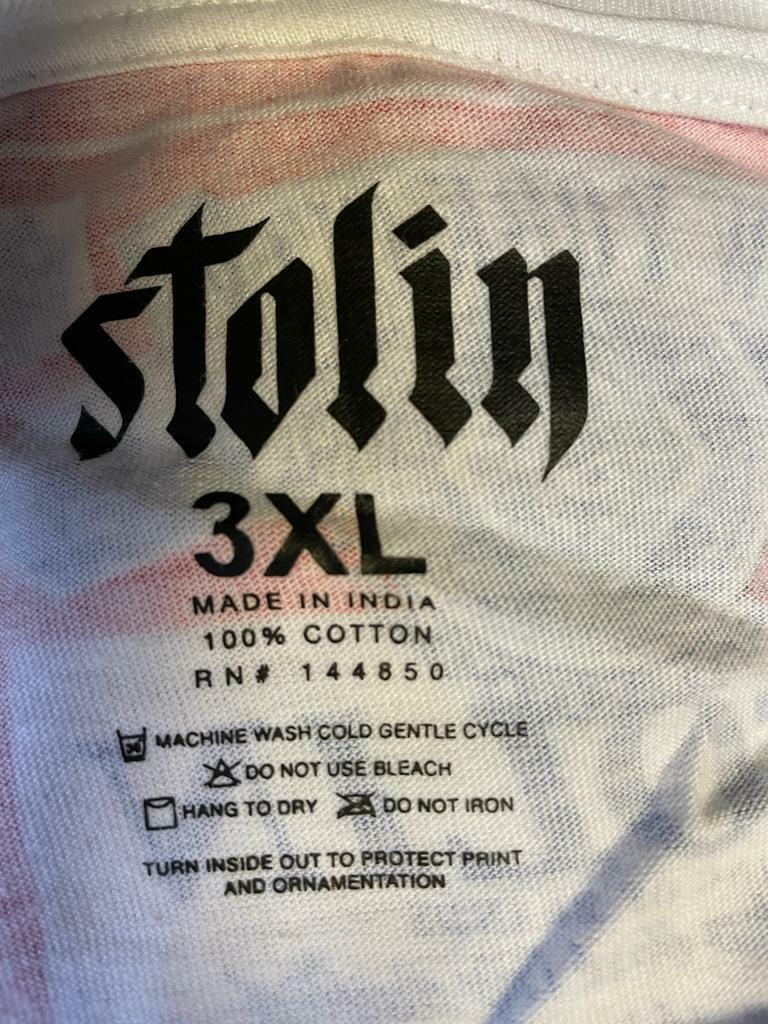 stolin
3XL
MADE IN INDIA
100% COTTON
RN# 144850
30 MACHINE WASH COLD GENTLE CYCLE
DO NOT USE BLEACH
HANG TO DRY DO NOT IRON
TURN INSIDE OUT TO PROTECT PRINT
AND ORNAMENTATION